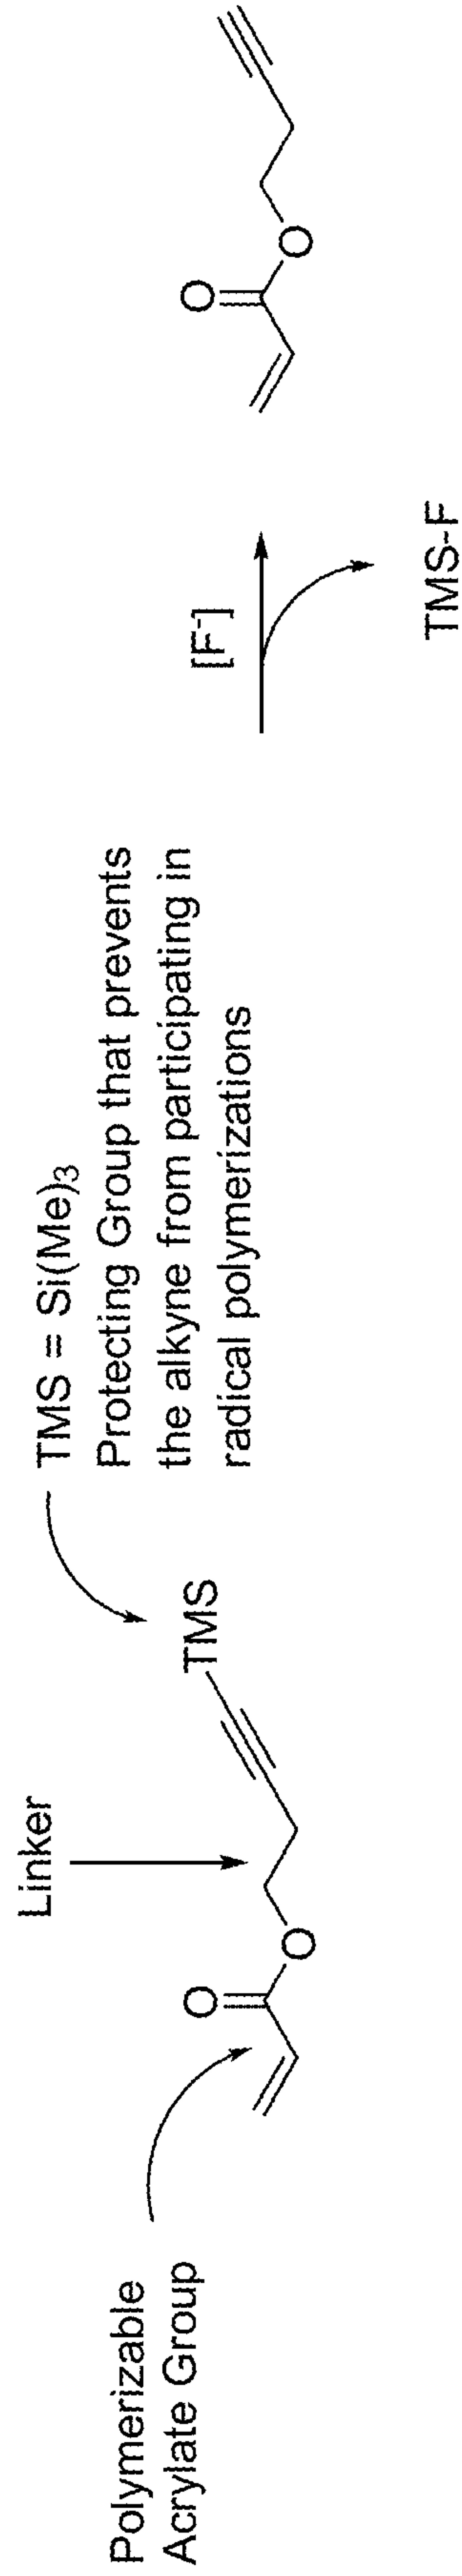 Polymerizable
Acrylate Group
O
O
Linker
TMS
TMS = Si(Me)3
Protecting Group that prevents
the alkyne from participating in
radical polymerizations
[F-]
TMS-F
O
O